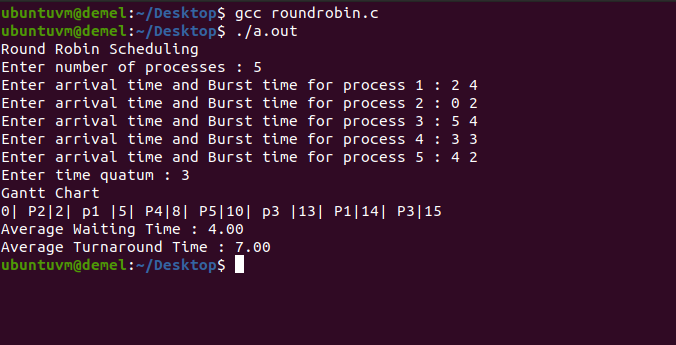 ubuntuvm@demel:~/Desktop$ gcc roundrobin.c
ubuntuvm@demel:~/Desktop$ ./a.out
Round Robin Scheduling
Enter number of processes : 5
Enter arrival time and Burst time for process 1 : 2 4
Enter arrival time and Burst time for process 2 : 0 2
Enter arrival time and Burst time for process 3 : 5 4
Enter arrival time and Burst time for process 4 : 3 3
Enter arrival time and Burst time for process 5 : 4 2
Enter time quatum : 3
Gantt Chart
0| P2|2| p1 |5| P4|8| P5|10| p3 |13| P1|14| P3|15
Average Waiting Time : 4.00
Average Turnaround Time : 7.00
ubuntuvm@demel:~/Desktop$